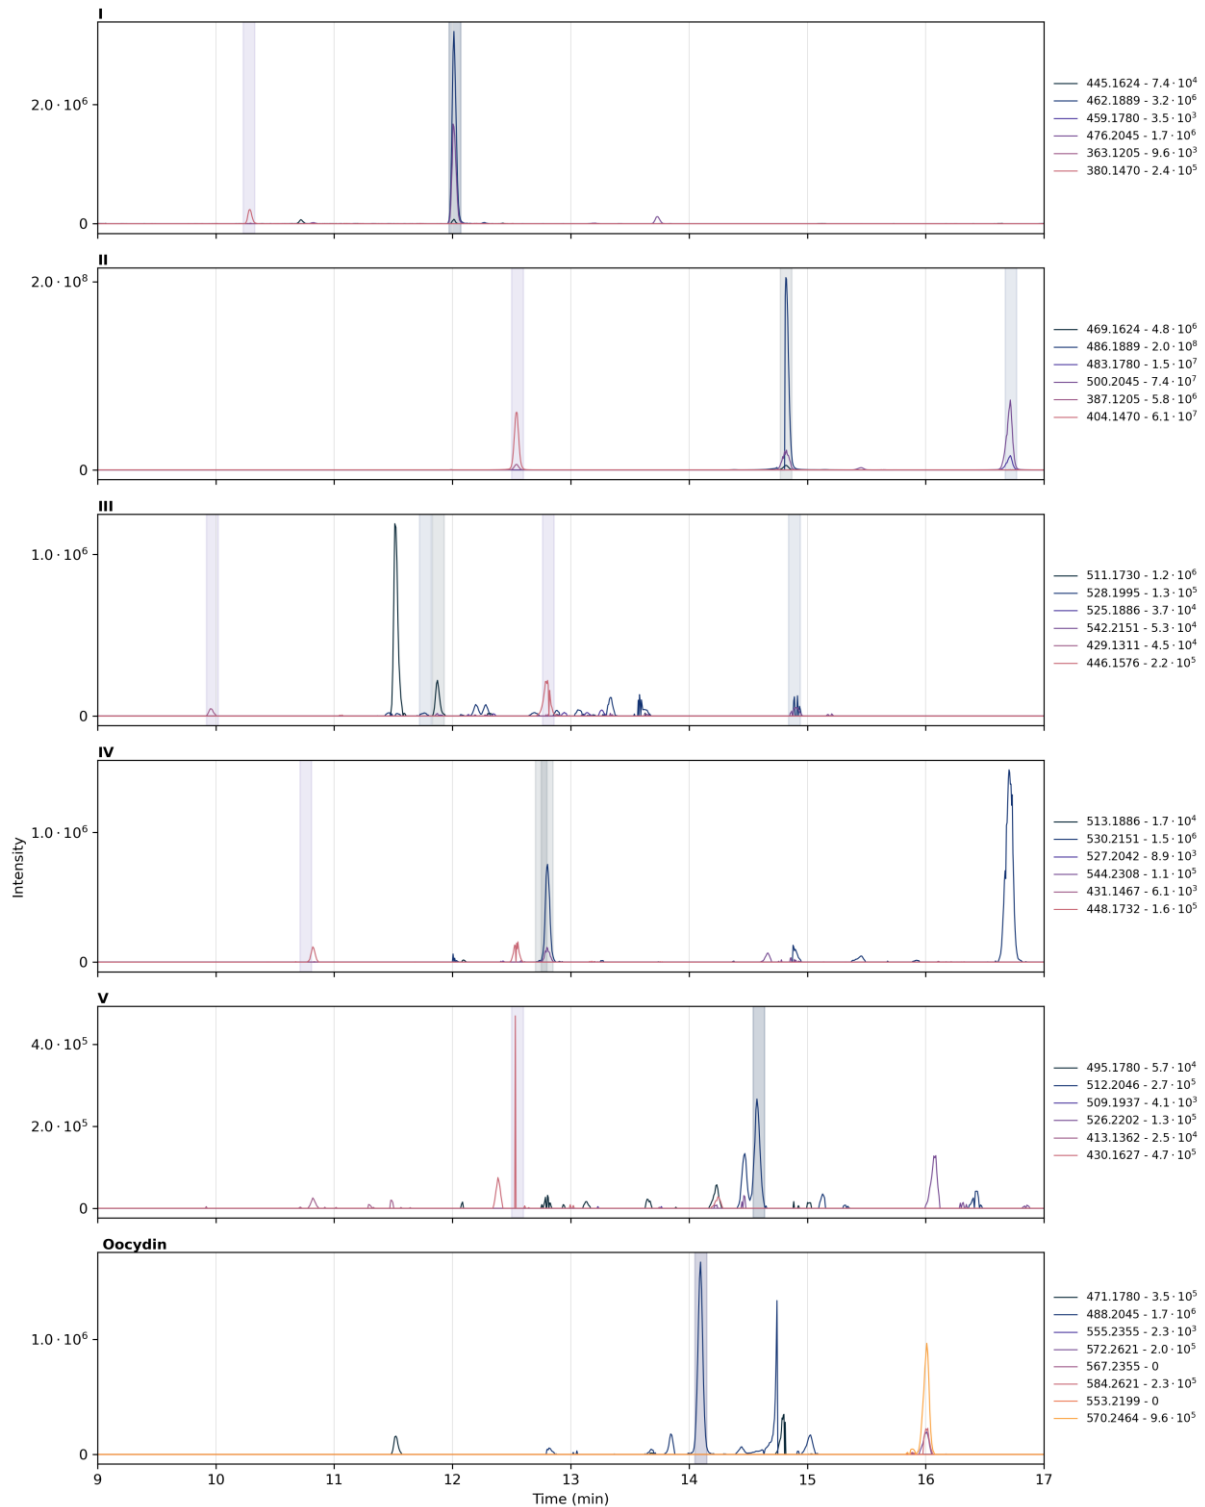 I
2.0 · 10⁶
0
445.1624 - 7.4 · 10⁴
462.1889 - 3.2 · 10⁶
459.1780 - 3.5 · 10³
476.2045 - 1.7 · 10⁶
363.1205 - 9.6 · 10³
380.1470 - 2.4 · 10⁵
9 10 11 12 13 14 15 16 17
II
2.0 · 10⁸
0
469.1624 - 4.8 · 10⁶
486.1889 - 2.0 · 10⁸
483.1780 - 1.5 · 10⁷
500.2045 - 7.4 · 10⁷
387.1205 - 5.8 · 10⁶
404.1470 - 6.1 · 10⁷
III
1.0 · 10⁶
0
511.1730 - 1.2 · 10⁶
528.1995 - 1.3 · 10⁵
525.1886 - 3.7 · 10⁴
542.2151 - 5.3 · 10⁴
429.1311 - 4.5 · 10⁴
446.1576 - 2.2 · 10⁵
IV
1.0 · 10⁶
0
Intensity
513.1886 - 1.7 · 10⁴
530.2151 - 1.5 · 10⁶
527.2042 - 8.9 · 10³
544.2308 - 1.1 · 10⁵
431.1467 - 6.1 · 10³
448.1732 - 1.6 · 10⁵
V
4.0 · 10⁵
2.0 · 10⁵
0
495.1780 - 5.7 · 10⁴
512.2046 - 2.7 · 10⁵
509.1937 - 4.1 · 10³
526.2202 - 1.3 · 10⁵
413.1362 - 2.5 · 10⁴
430.1627 - 4.7 · 10⁵
Oocydin
1.0 · 10⁶
0
471.1780 - 3.5 · 10⁵
488.2045 - 1.7 · 10⁶
555.2355 - 2.3 · 10³
572.2621 - 2.0 · 10⁵
567.2355 - 0
584.2621 - 2.3 · 10⁵
553.2199 - 0
570.2464 - 9.6 · 10⁵
9 10 11 12 13 14 15 16 17
Time (min)